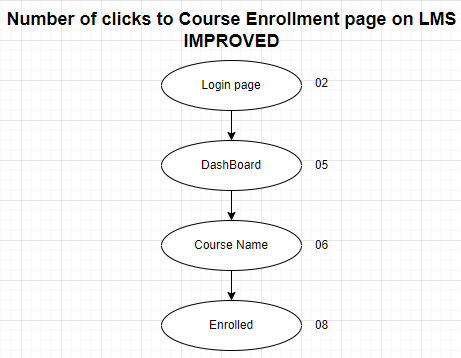 Number of clicks to Course Enrollment page on LMS
IMPROVED
Login page 02
DashBoard 05
Course Name 06
Enrolled 08